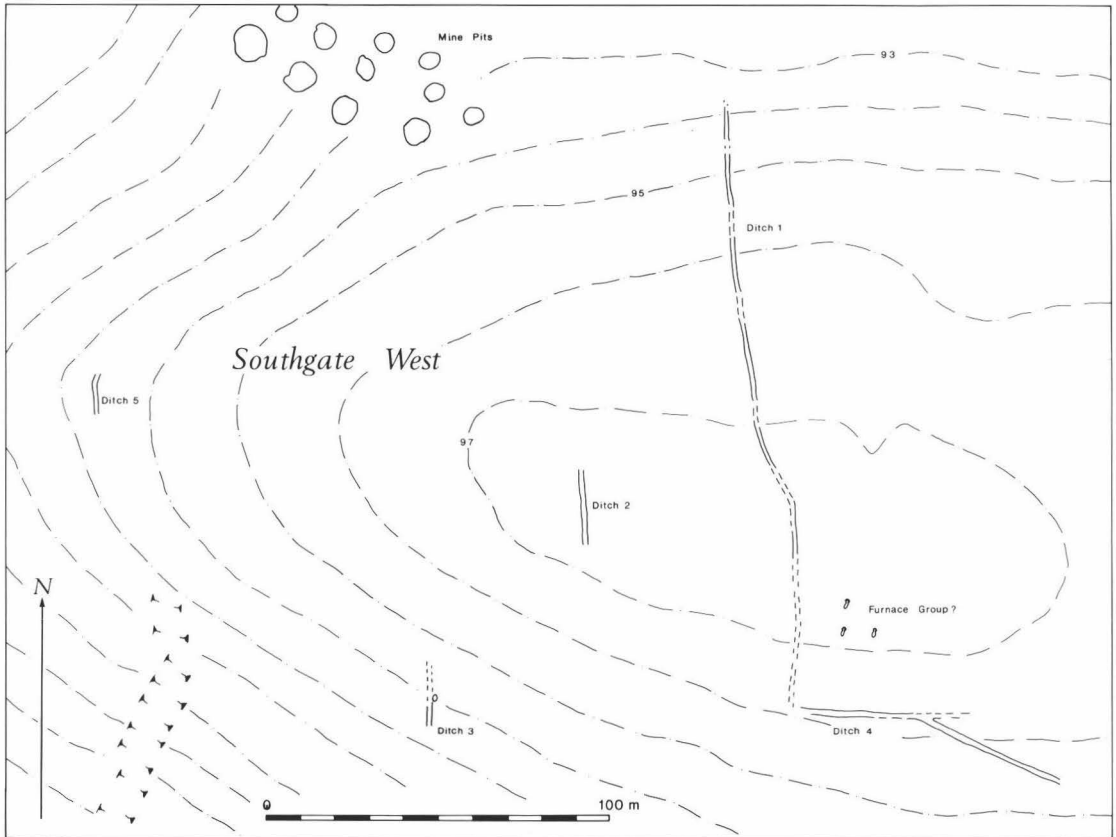 Mine Pits
93
95
Ditch 1
Southgate West
Ditch 5
97
Ditch 2
N
Furnace Group?
Ditch 3
Ditch 4
0 100 m